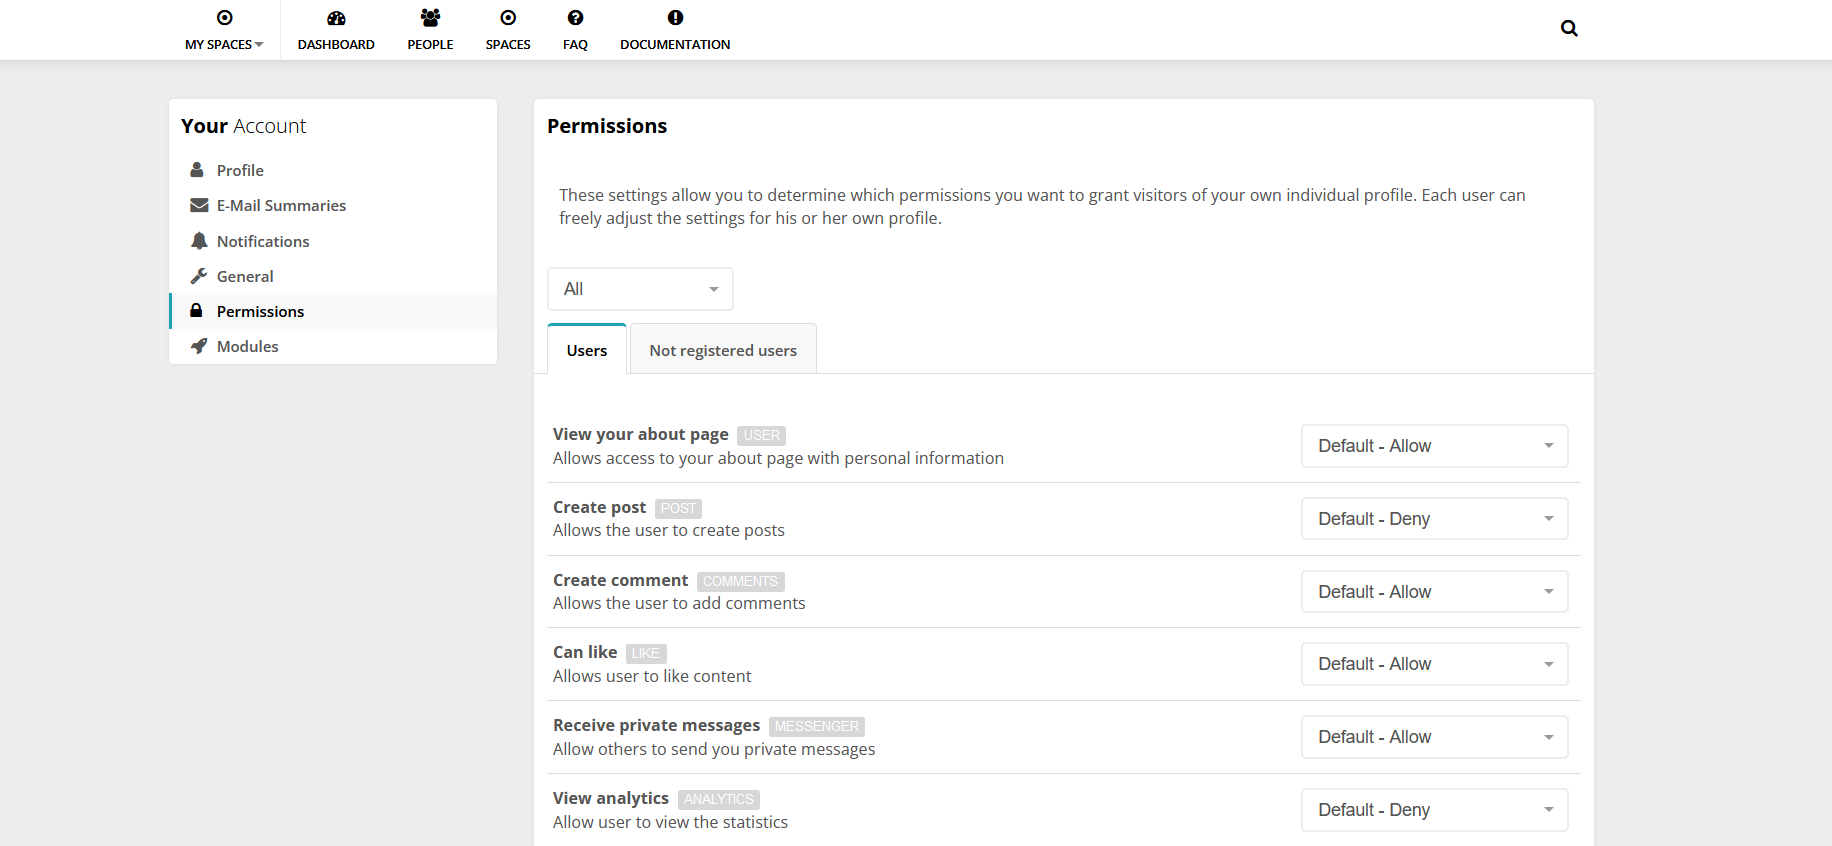 MY SPACES
DASHBOARD
PEOPLE
SPACES
FAQ
DOCUMENTATION
Your Account
Profile
E-Mail Summaries
Notifications
General
Permissions
Modules
Permissions
These settings allow you to determine which permissions you want to grant visitors of your own individual profile. Each user can
freely adjust the settings for his or her own profile.
All
Users
Not registered users
View your about page USER
Allows access to your about page with personal information
Default - Allow
Create post POST
Allows the user to create posts
Default - Deny
Create comment COMMENTS
Allows the user to add comments
Default - Allow
Can like LIKE
Allows user to like content
Default - Allow
Receive private messages MESSENGER
Allow others to send you private messages
Default - Allow
View analytics ANALYTICS
Allow user to view the statistics
Default - Deny